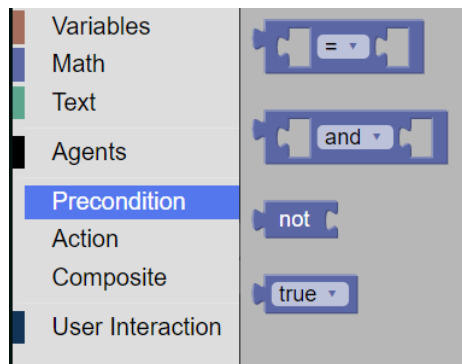 Variables
Math
Text
Agents
Precondition
Action
Composite
User Interaction
=
and
not
true